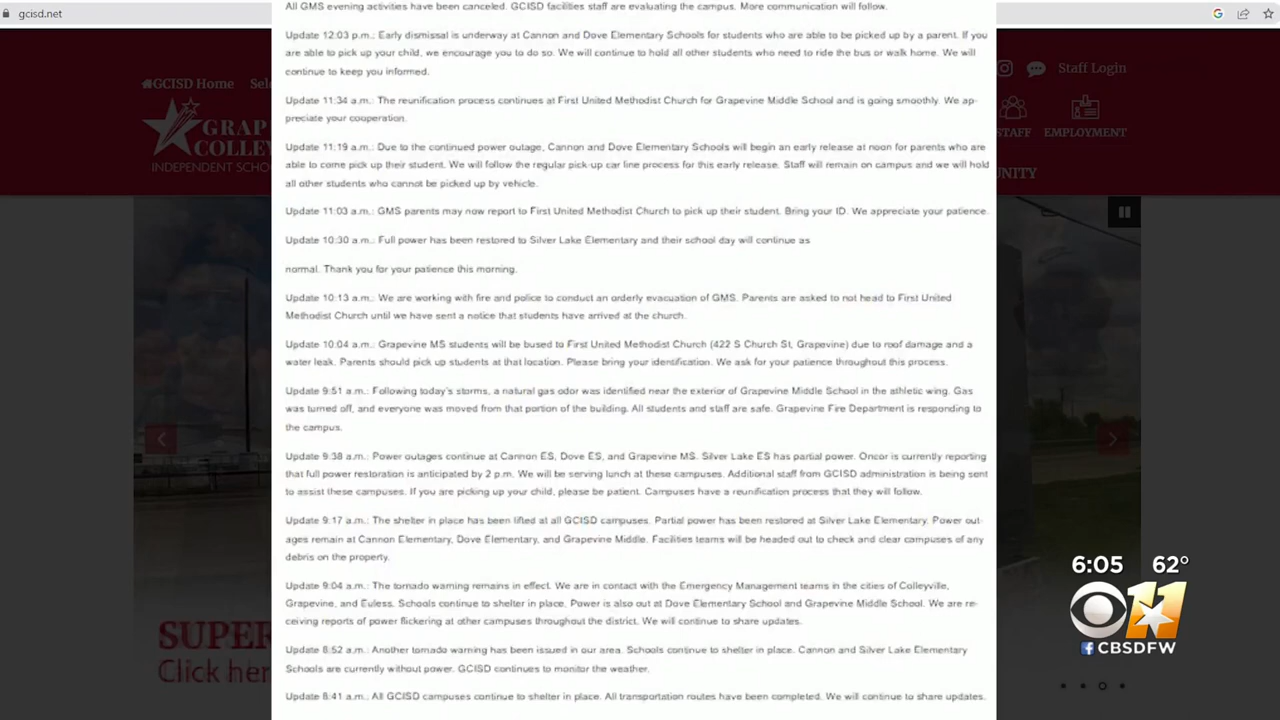 gcisd.net
All GMS evening activities have been canceled. GCISD facilities staff are evaluating the campus. More communication will follow.
Update 12:03 p.m.: Early dismissal is underway at Cannon and Dove Elementary Schools for students who are able to be picked up by a parent. If you
are able to pick up your child, we encourage you to do so. We will continue to hold all other students who need to ride the bus or walk home. We will
continue to keep you informed.
Update 11:34 a.m.: The reunification process continues at First United Methodist Church for Grapevine Middle School and is going smoothly. We ap-
preciate your cooperation.
Update 11:19 a.m.: Due to the continued power outage, Cannon and Dove Elementary Schools will begin an early release at noon for parents who are
able to come pick up their student. We will follow the regular pick-up car line process for this early release. Staff will remain on campus and we will hold
all other students who cannot be picked up by vehicle.
Update 11:03 a.m.: GMS parents may now report to First United Methodist Church to pick up their student. Bring your ID. We appreciate your patience.
Update 10:30 a.m.: Full power has been restored to Silver Lake Elementary and their school day will continue as
normal. Thank you for your patience this morning.
Update 10:13 a.m.: We are working with fire and police to conduct an orderly evacuation of GMS. Parents are asked to not head to First United
Methodist Church until we have sent a notice that students have arrived at the church.
Update 10:04 a.m.: Grapevine MS students will be bused to First United Methodist Church (422 S Church St, Grapevine) due to roof damage and a
water leak. Parents should pick up students at that location. Please bring your identification. We ask for your patience throughout this process.
Update 9:51 a.m.: Following today's storms, a natural gas odor was identified near the exterior of Grapevine Middle School in the athletic wing. Gas
was turned off, and everyone was moved from that portion of the building. All students and staff are safe. Grapevine Fire Department is responding to
the campus.
Update 9:38 a.m.: Power outages continue at Cannon ES, Dove ES, and Grapevine MS. Silver Lake ES has partial power. Oncor is currently reporting
that full power restoration is anticipated by 2 p.m. We will be serving lunch at these campuses. Additional staff from GCISD administration is being sent
to assist these campuses. If you are picking up your child, please be patient. Campuses have a reunification process that they will follow.
Update 9:17 a.m.: The shelter in place has been lifted at all GCISD campuses. Partial power has been restored at Silver Lake Elementary. Power out-
ages remain at Cannon Elementary, Dove Elementary, and Grapevine Middle. Facilities teams will be headed out to check and clear campuses of any
debris on the property.
Update 9:04 a.m.: The tornado warning remains in effect. We are in contact with the Emergency Management teams in the cities of Colleyville,
Grapevine, and Euless. Schools continue to shelter in place. Power is also out at Dove Elementary School and Grapevine Middle School. We are re-
ceiving reports of power flickering at other campuses throughout the district. We will continue to share updates.
Update 8:52 a.m.: Another tornado warning has been issued in our area. Schools continue to shelter in place. Cannon and Silver Lake Elementary
Schools are currently without power. GCISD continues to monitor the weather.
Update 8:41 a.m.: All GCISD campuses continue to shelter in place. All transportation routes have been completed. We will continue to share updates.
GCISD Home Sel
GRAP
COLLEY
INDEPENDENT SCHO
Staff Login
STAFF EMPLOYMENT
UNITY
SUPER
Click her
6:05 62°
11
CBSDFW